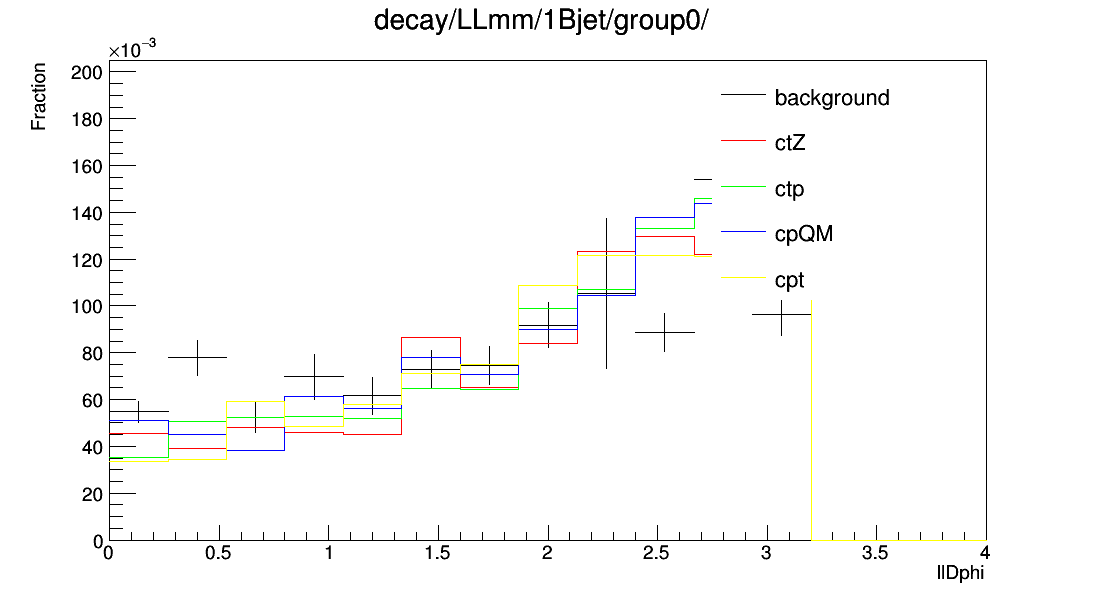 decay/LLmm/1Bjet/group0/
×10⁻³
Fraction
200
180
160
140
120
100
80
60
40
20
0
background
ctZ
ctp
cpQM
cpt
0 0.5 1 1.5 2 2.5 3 3.5 4
llDphi